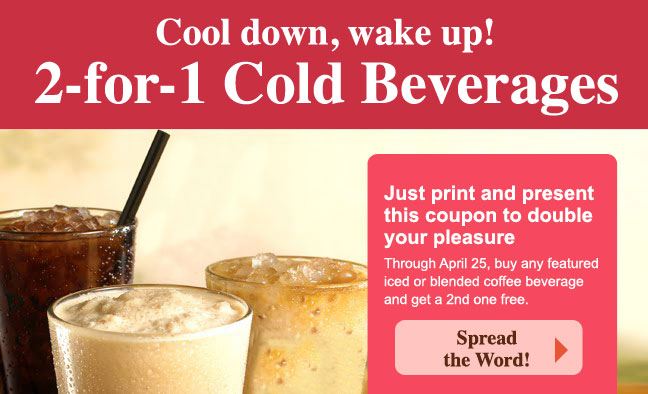 Cool down, wake up!
2-for-1 Cold Beverages
Just print and present
this coupon to double
your pleasure
Through April 25, buy any featured
iced or blended coffee beverage
and get a 2nd one free.
Spread
the Word!